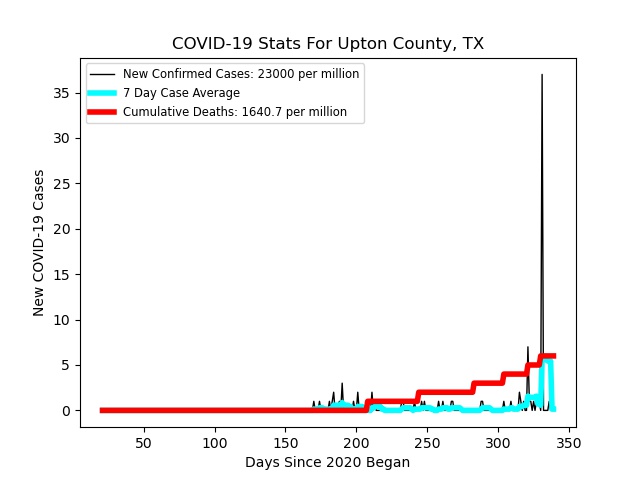 COVID-19 Stats For Upton County, TX
New Confirmed Cases: 23000 per million
7 Day Case Average
Cumulative Deaths: 1640.7 per million
New COVID-19 Cases
35
30
25
20
15
10
5
0
50 100 150 200 250 300 350
Days Since 2020 Began